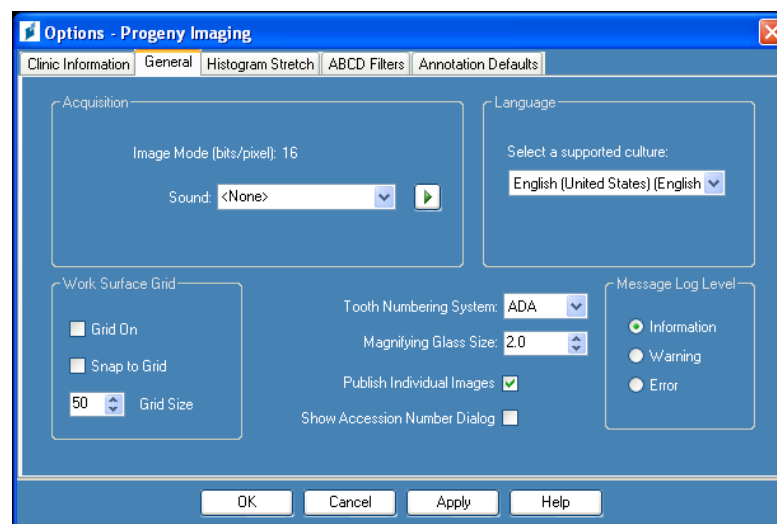 Options - Progeny Imaging
Clinic Information General Histogram Stretch ABCD Filters Annotation Defaults
Acquisition
Image Mode (bits/pixel): 16
Sound: <None>
Language
Select a supported culture:
English (United States) (English
Work Surface Grid
Grid On
Snap to Grid
50 Grid Size
Tooth Numbering System: ADA
Magnifying Glass Size: 2.0
Publish Individual Images
Show Accession Number Dialog
Message Log Level
Information
Warning
Error
OK Cancel Apply Help